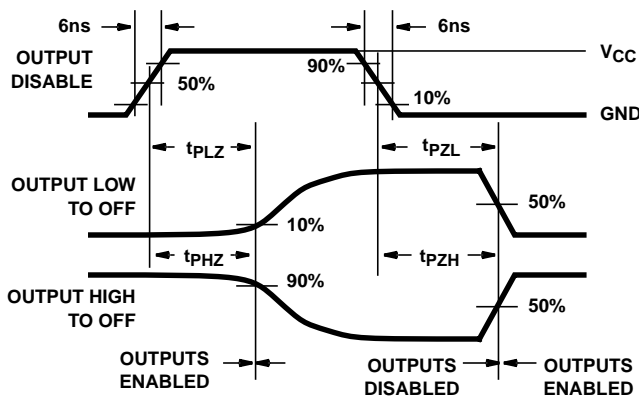 6ns
6ns
OUTPUT
DISABLE
90%
50%
10%
VCC
GND
tPLZ
tPZL
OUTPUT LOW
TO OFF
10%
50%
tPHZ
tPZH
90%
OUTPUT HIGH
TO OFF
50%
OUTPUTS
ENABLED
OUTPUTS
DISABLED
OUTPUTS
ENABLED